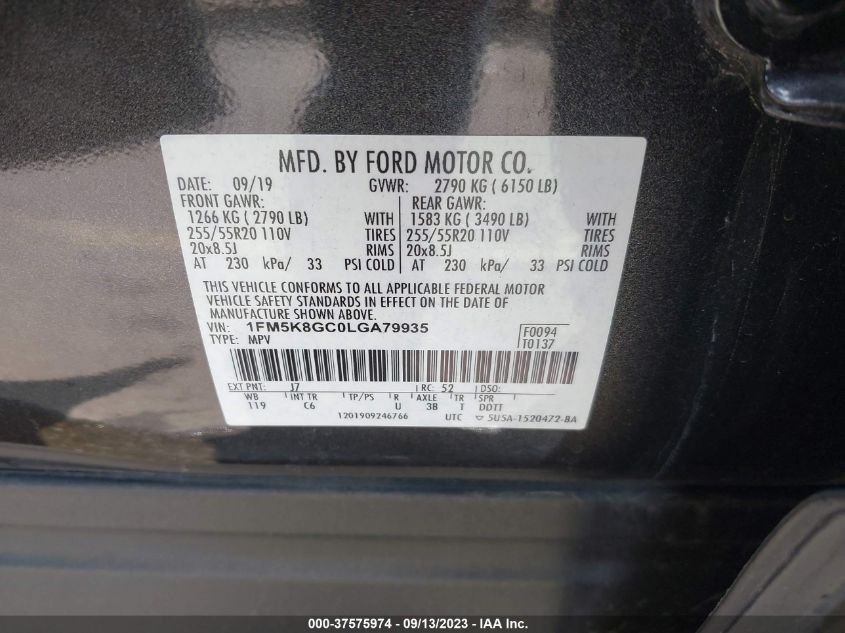 MFD. BY FORD MOTOR CO.
DATE: 09/19 GVWR: 2790 KG ( 6150 LB)
FRONT GAWR: REAR GAWR:
1266 KG ( 2790 LB) WITH 1583 KG ( 3490 LB) WITH
255/55R20 110V TIRES 255/55R20 110V TIRES
20x8.5J RIMS 20x8.5J RIMS
AT 230 kPa/ 33 PSI COLD AT 230 kPa/ 33 PSI COLD
THIS VEHICLE CONFORMS TO ALL APPLICABLE FEDERAL MOTOR
VEHICLE SAFETY STANDARDS IN EFFECT ON THE DATE OF
MANUFACTURE SHOWN ABOVE.
VIN: 1FM5K8GC0LGA79935 F0094
TYPE: MPV T0137
EXT PNT: J7 RC: 52 DSO:
WB INT TR TP/PS R AXLE TR SPR
119 C6 U 3B T DDTT
1201909246766 UTC ▽ 5U5A-1520472-BA
000-37575974 / 09/13/2023 - IAA Inc.